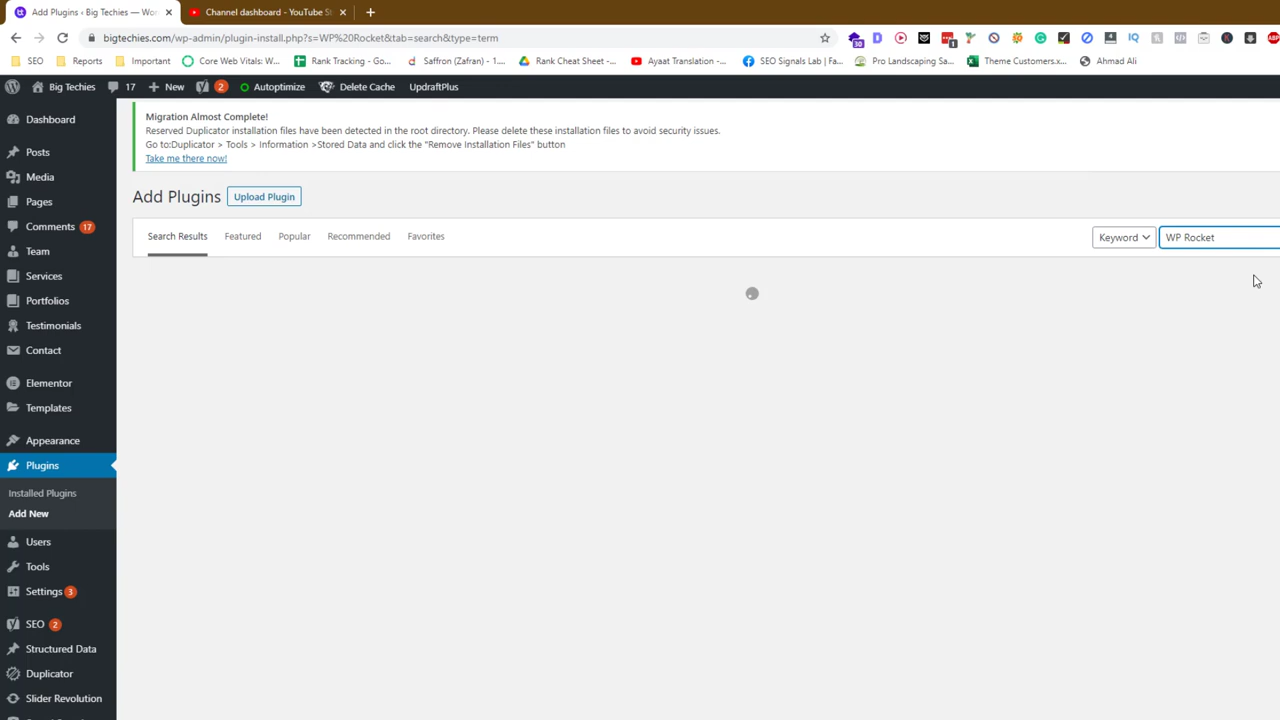 Add Plugins ‹ Big Techies — Wo
Channel dashboard - YouTube St
bigtechies.com/wp-admin/plugin-install.php?s=WP%20Rocket&tab=search&type=term
30
1
SEO
Reports
Important
Core Web Vitals: W...
Rank Tracking - Go...
Saffron (Zafran) - 1...
Rank Cheat Sheet -...
Ayaat Translation -...
SEO Signals Lab | Fa...
Pro Landscaping Sa...
Theme Customers.x...
Ahmad Ali
Big Techies
17
New
2
Autoptimize
Delete Cache
UpdraftPlus
Migration Almost Complete!
Reserved Duplicator installation files have been detected in the root directory. Please delete these installation files to avoid security issues.
Go to:Duplicator > Tools > Information >Stored Data and click the "Remove Installation Files" button
Take me there now!
Add Plugins
Upload Plugin
Search Results
Featured
Popular
Recommended
Favorites
Keyword
WP Rocket
Dashboard
Posts
Media
Pages
Comments 17
Team
Services
Portfolios
Testimonials
Contact
Elementor
Templates
Appearance
Plugins
Installed Plugins
Add New
Users
Tools
Settings 3
SEO 2
Structured Data
Duplicator
Slider Revolution